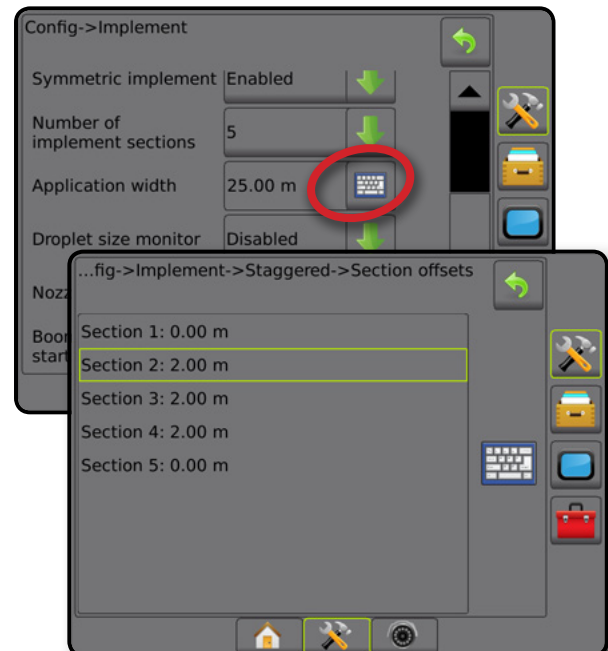 Config->Implement
Symmetric implement Enabled
Number of
implement sections 5
Application width 25.00 m
Droplet size monitor Disabled
...fig->Implement->Staggered->Section offsets
Section 1: 0.00 m
Section 2: 2.00 m
Section 3: 2.00 m
Section 4: 2.00 m
Section 5: 0.00 m